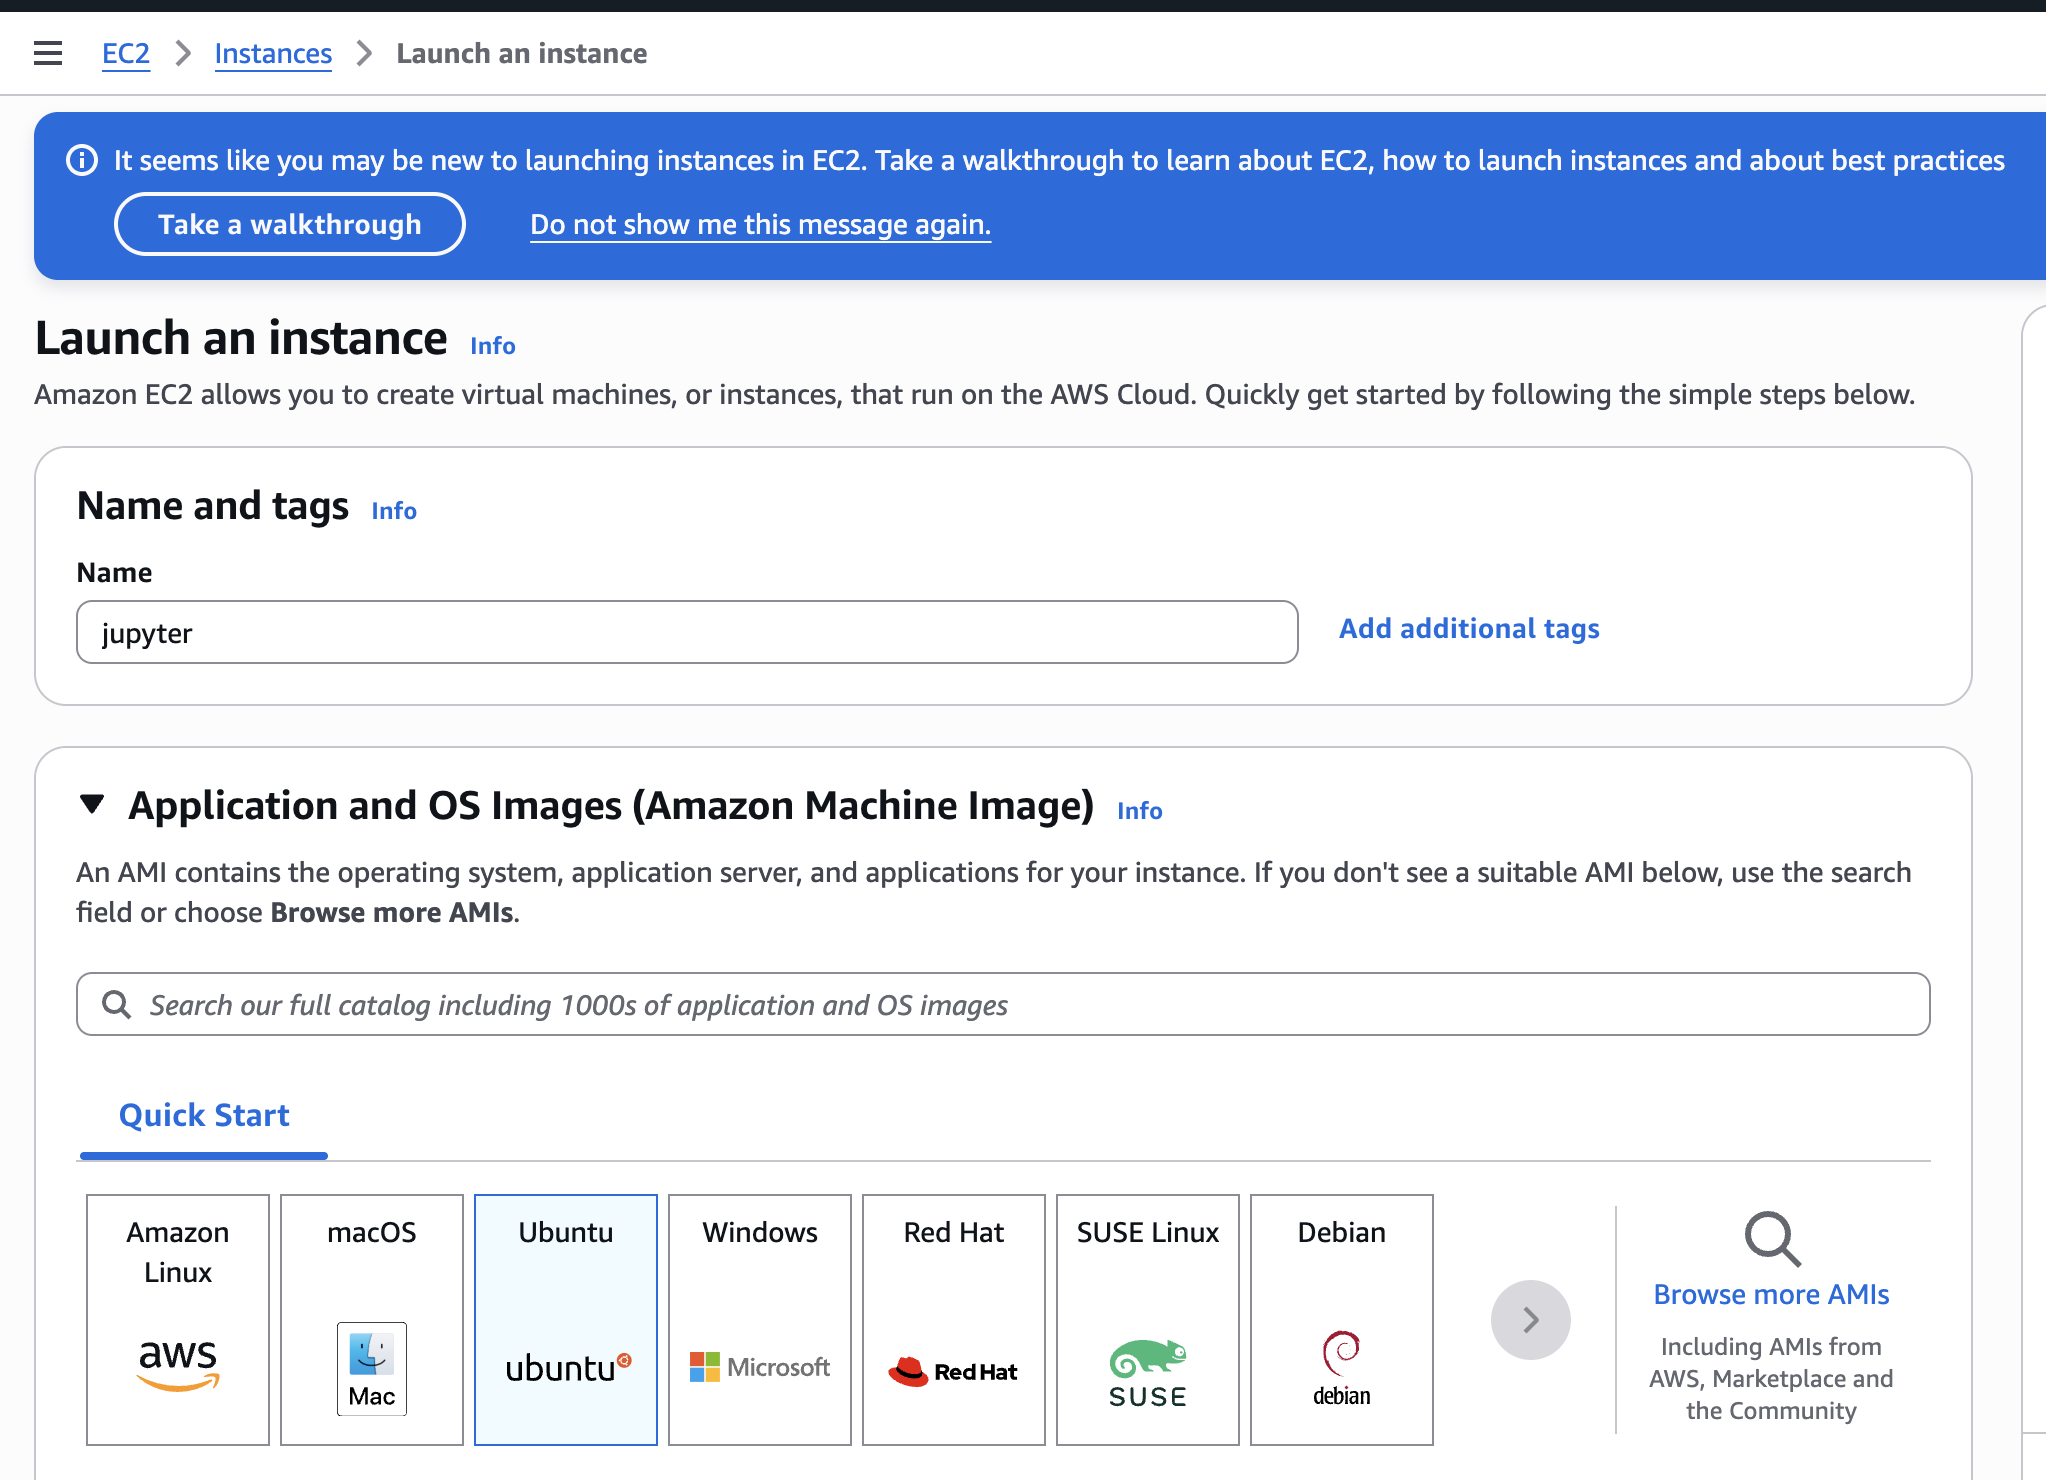 EC2 > Instances > Launch an instance
It seems like you may be new to launching instances in EC2. Take a walkthrough to learn about EC2, how to launch instances and about best practices
Take a walkthrough Do not show me this message again.
Launch an instance Info
Amazon EC2 allows you to create virtual machines, or instances, that run on the AWS Cloud. Quickly get started by following the simple steps below.
Name and tags Info
Name
jupyter Add additional tags
Application and OS Images (Amazon Machine Image) Info
An AMI contains the operating system, application server, and applications for your instance. If you don't see a suitable AMI below, use the search
field or choose Browse more AMIs.
Search our full catalog including 1000s of application and OS images
Quick Start
Amazon
Linux
aws
macOS
Mac
Ubuntu
ubuntu
Windows
Microsoft
Red Hat
Red Hat
SUSE Linux
SUSE
Debian
debian
Browse more AMIs
Including AMIs from
AWS, Marketplace and
the Community